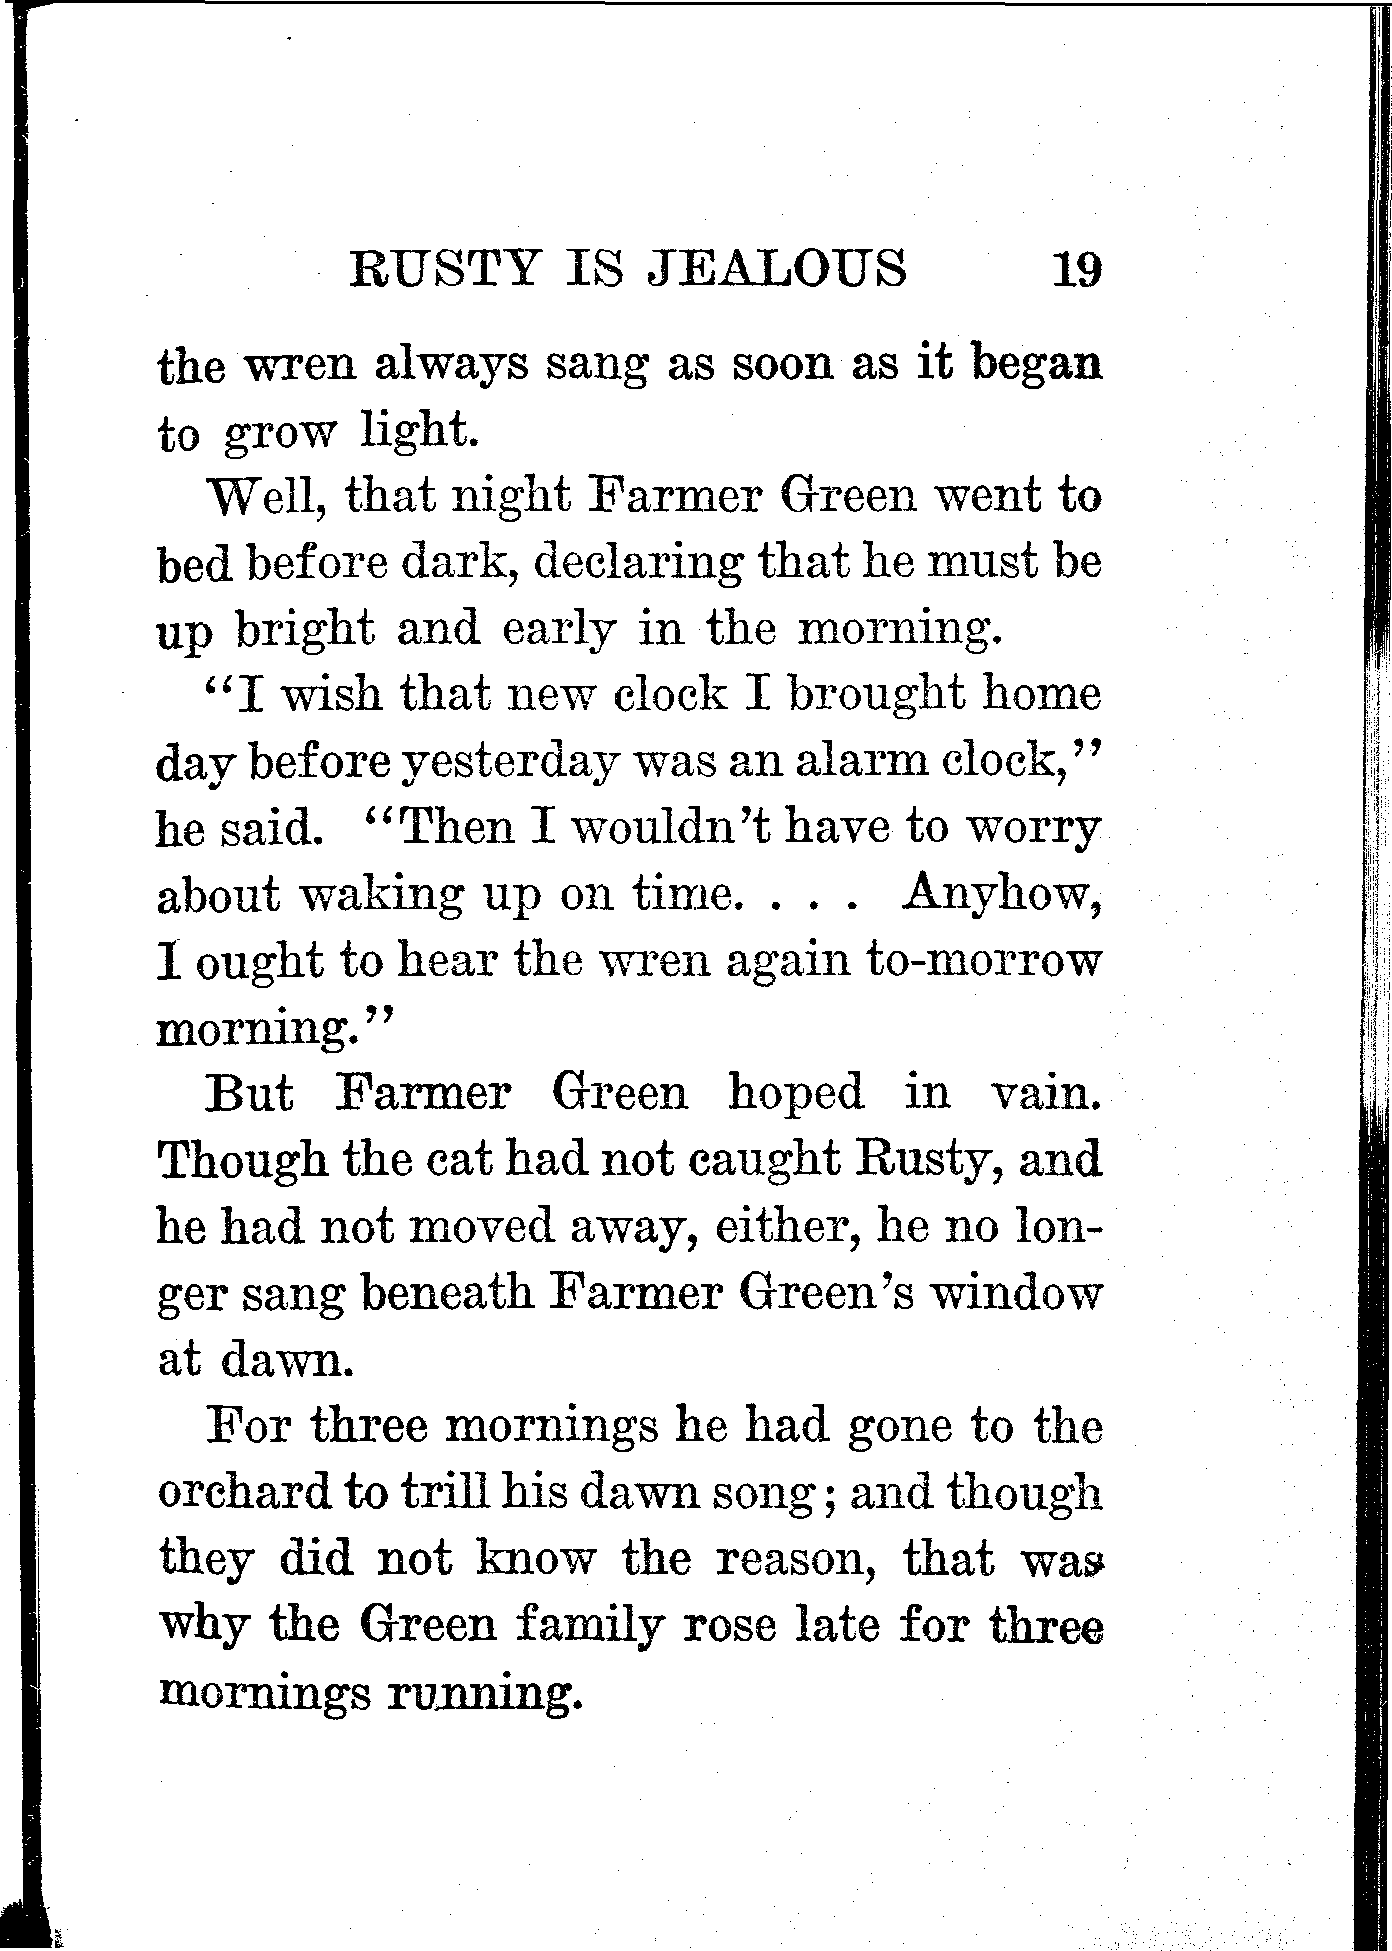 RUSTY IS JEALOUS 19
the wren always sang as soon as it began
to grow light.
Well, that night Farmer Green went to
bed before dark, declaring that he must be
up bright and early in the morning.
"I wish that new clock I brought home
day before yesterday was an alarm clock,"
he said. "Then I wouldn't have to worry
about waking up on time. . . . Anyhow,
I ought to hear the wren again to-morrow
morning."
But Farmer Green hoped in vain.
Though the cat had not caught Rusty, and
he had not moved away, either, he no lon-
ger sang beneath Farmer Green's window
at dawn.
For three mornings he had gone to the
orchard to trill his dawn song; and though
they did not know the reason, that was
why the Green family rose late for three
mornings running.